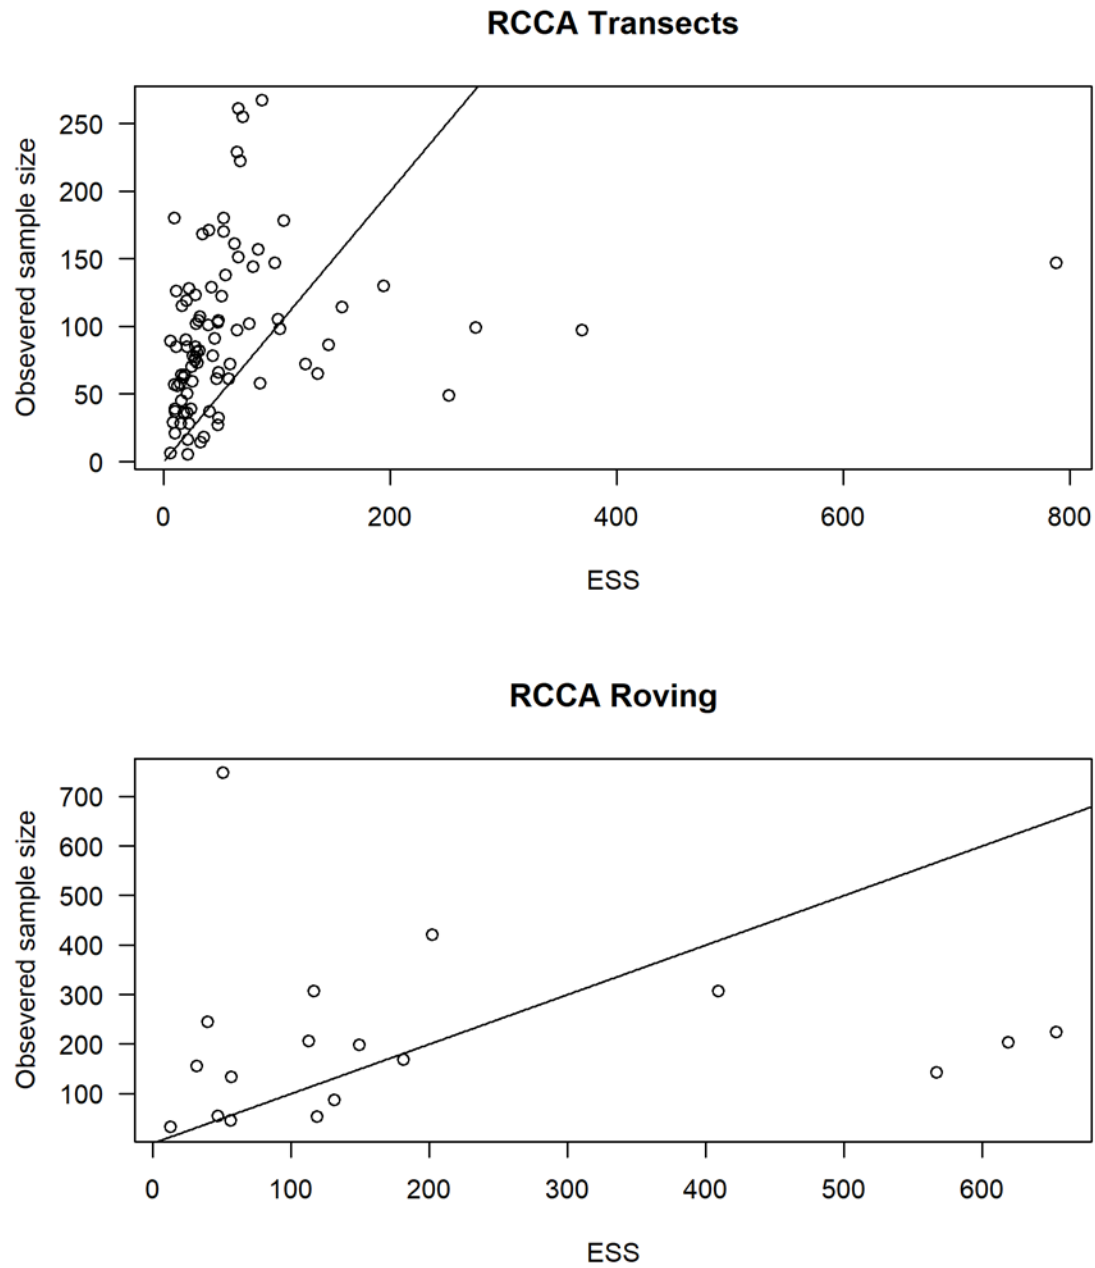 RCCA Transects
Obsevered sample size
250
200
150
100
50
0
0 200 400 600 800
ESS
RCCA Roving
Obsevered sample size
700
600
500
400
300
200
100
0 100 200 300 400 500 600
ESS